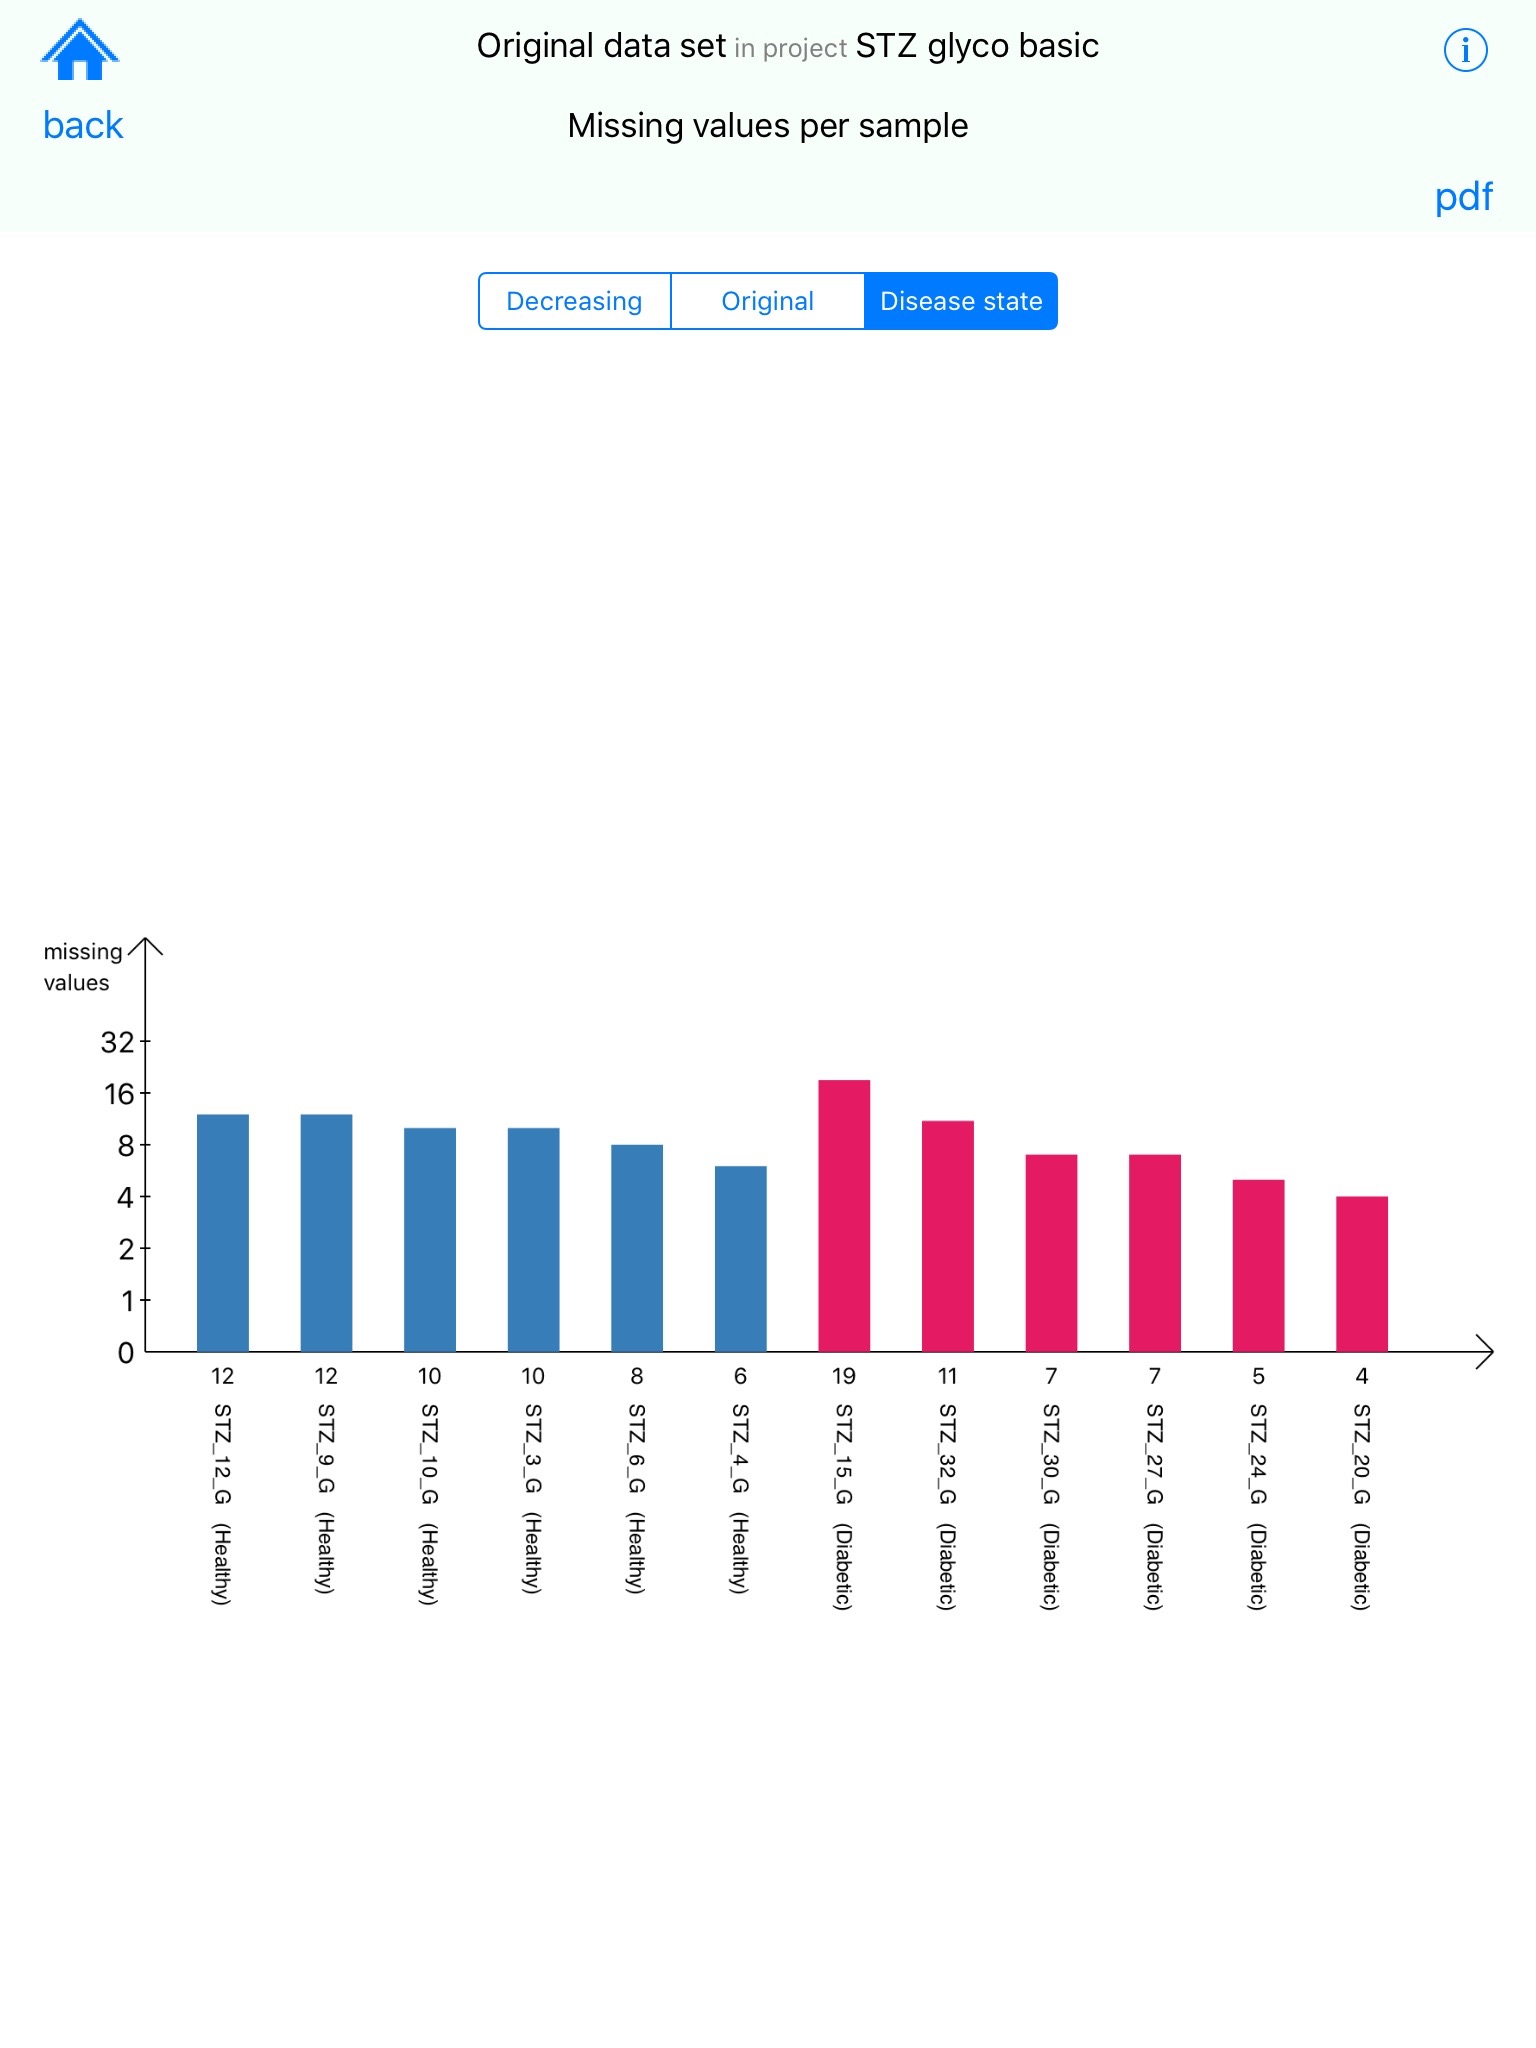 Original data set in project STZ glyco basic
i
back
Missing values per sample
pdf
Decreasing
Original
Disease state
missing
values
32
16
8
4
2
1
0
12 12 10 10 8 6 19 11 7 7 5 4
STZ_12_G (Healthy)
STZ_9_G (Healthy)
STZ_10_G (Healthy)
STZ_3_G (Healthy)
STZ_6_G (Healthy)
STZ_4_G (Healthy)
STZ_15_G (Diabetic)
STZ_32_G (Diabetic)
STZ_30_G (Diabetic)
STZ_27_G (Diabetic)
STZ_24_G (Diabetic)
STZ_20_G (Diabetic)